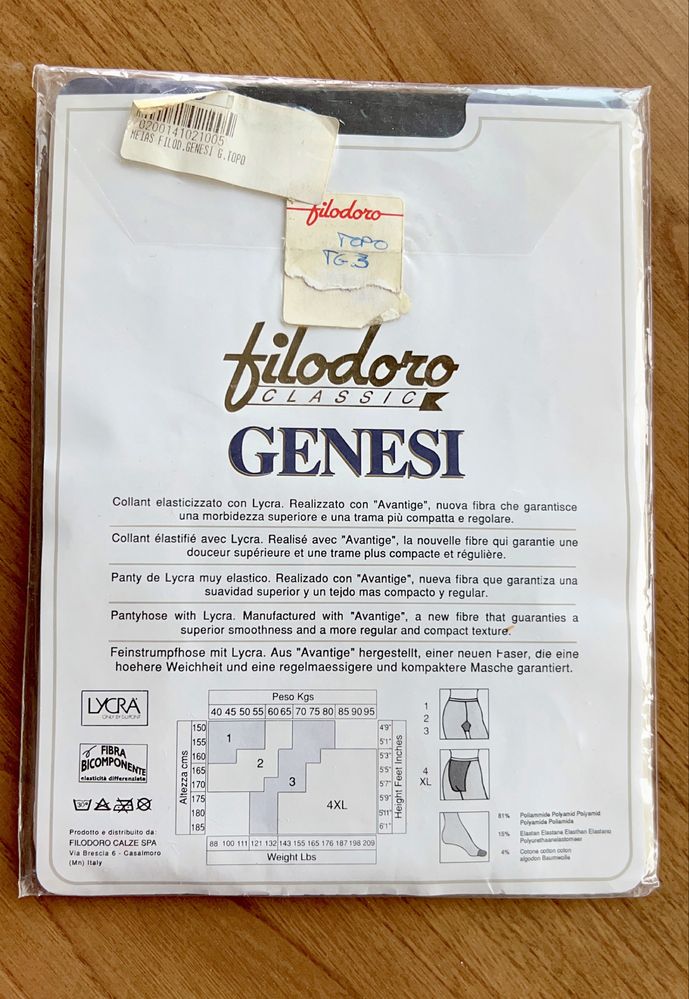 0200141021005
MEIAS FILOD.GENESI G.TOPO
filodoro
TOPO
TG.3
filodoro
CLASSIC
GENESI
Collant elasticizzato con Lycra. Realizzato con "Avantige", nuova fibra che garantisce
una morbidezza superiore e una trama più compatta e regolare.
Collant élastifié avec Lycra. Realisé avec "Avantige", la nouvelle fibre qui garantie une
douceur supérieure et une trame plus compacte et régulière.
Panty de Lycra muy elastico. Realizado con "Avantige", nueva fibra que garantiza una
suavidad superior y un tejido mas compacto y regular.
Pantyhose with Lycra. Manufactured with "Avantige", a new fibre that guaranties a
superior smoothness and a more regular and compact texture.
Feinstrumpfhose mit Lycra. Aus "Avantige" hergestellt, einer neuen Faser, die eine
hoehere Weichheit und eine regelmaessigere und kompaktere Masche garantiert.
LYCRA
ONLY BY DUPONT
FIBRA
BICOMPONENTE
elasticità differenziata
30°
Prodotto e distribuito da:
FILODORO CALZE SPA
Via Brescia 6 - Casalmoro
(Mn) Italy
Peso Kgs
40 45 50 55 60 65 70 75 80 85 90 95
Altezza cms
150
155
160
165
170
175
180
185
1
2
3
4XL
4'9"
5'1"
5'3"
5'5"
5'7"
5'9"
5'11"
6'1"
Height Feet Inches
88 100 111 121 132 143 155 165 176 187 198 209
Weight Lbs
1
2
3
4
XL
81% Poliammide Polyamid Polyamid
Polyamide Poliamida
15% Elastan Elastane Elasthan Elastano
Polyurethaanelastomeer
4% Cotone cotton coton
algodon Baumwolle